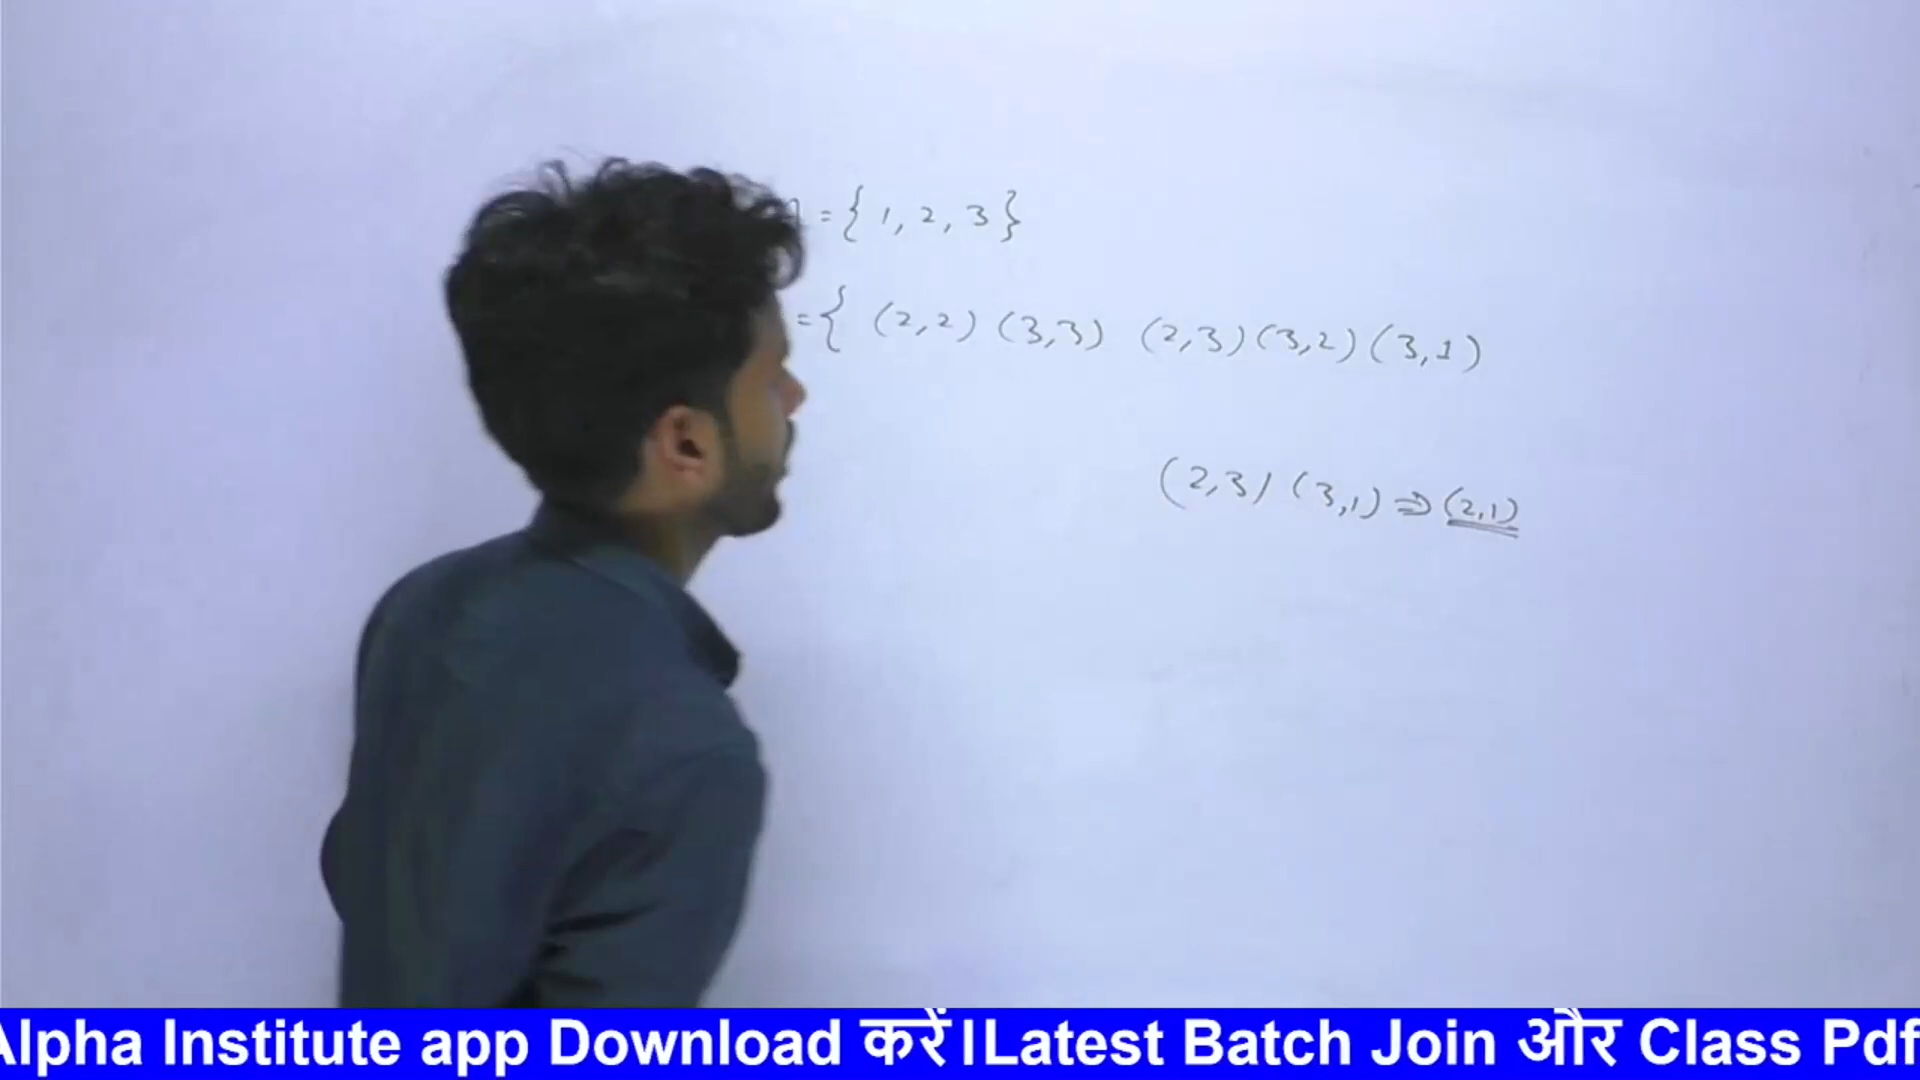 = { 1, 2, 3 }
= { (2,2) (3,3) (2,3) (3,2) (3,1)
(2,3) (3,1) ⇒ (2,1)
Alpha Institute app Download करें।Latest Batch Join और Class Pdf